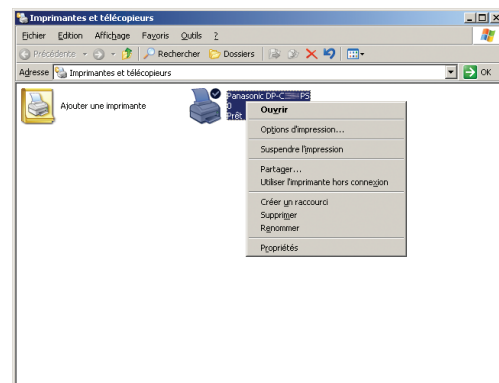 Imprimantes et télécopieurs
Fichier Edition Affichage Favoris Outils ?
Précédente Rechercher Dossiers
Adresse Imprimantes et télécopieurs OK
Ajouter une imprimante
Panasonic DP-C PS
0
Prêt
Ouvrir
Options d'impression...
Suspendre l'impression
Partager...
Utiliser l'imprimante hors connexion
Créer un raccourci
Supprimer
Renommer
Propriétés